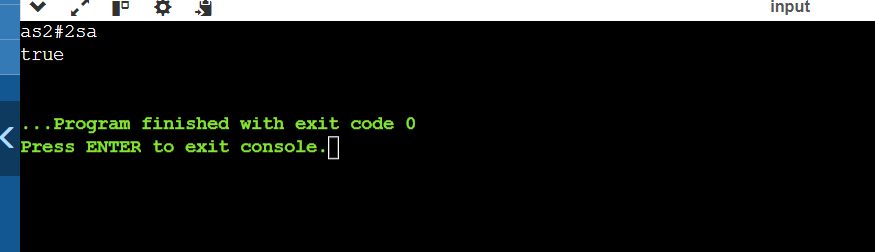 input
as2#2sa
true
...Program finished with exit code 0
Press ENTER to exit console.